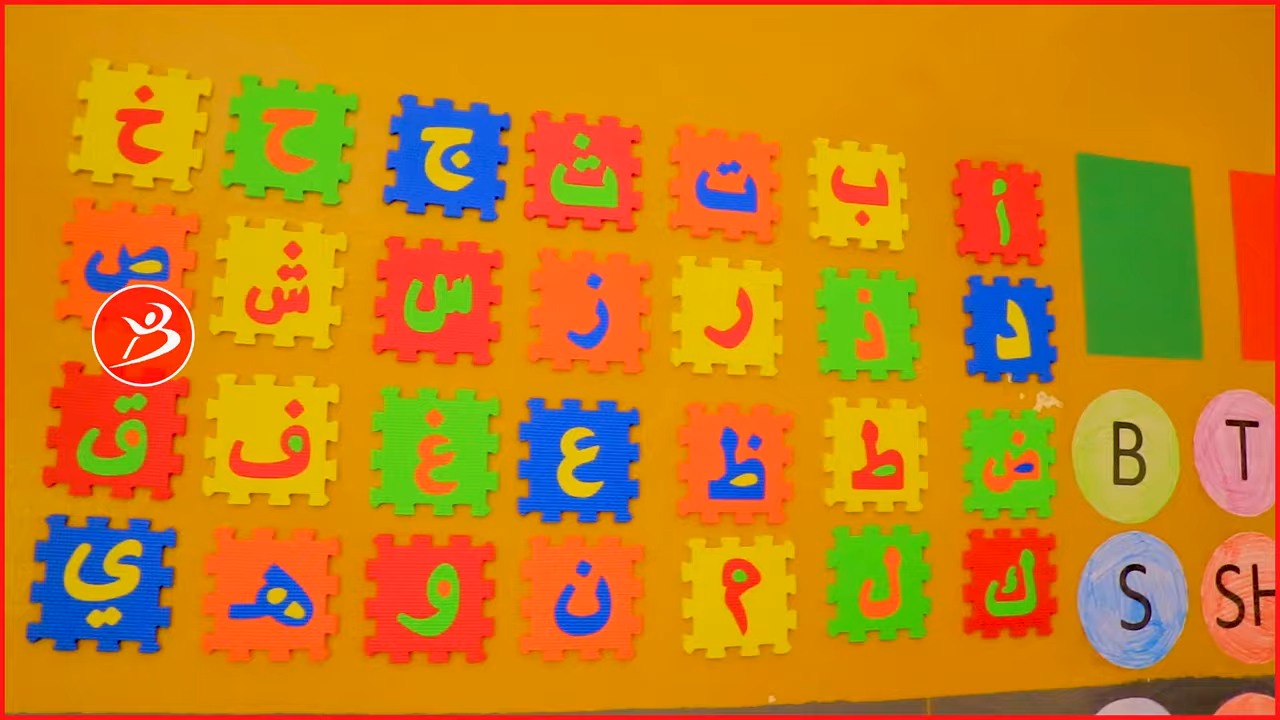 أ ب ت ث ج ح خ
د ذ ر ز س ش ص
ض ط ظ ع غ ف ق
ك ل م ن و هـ ي
B T
S SH